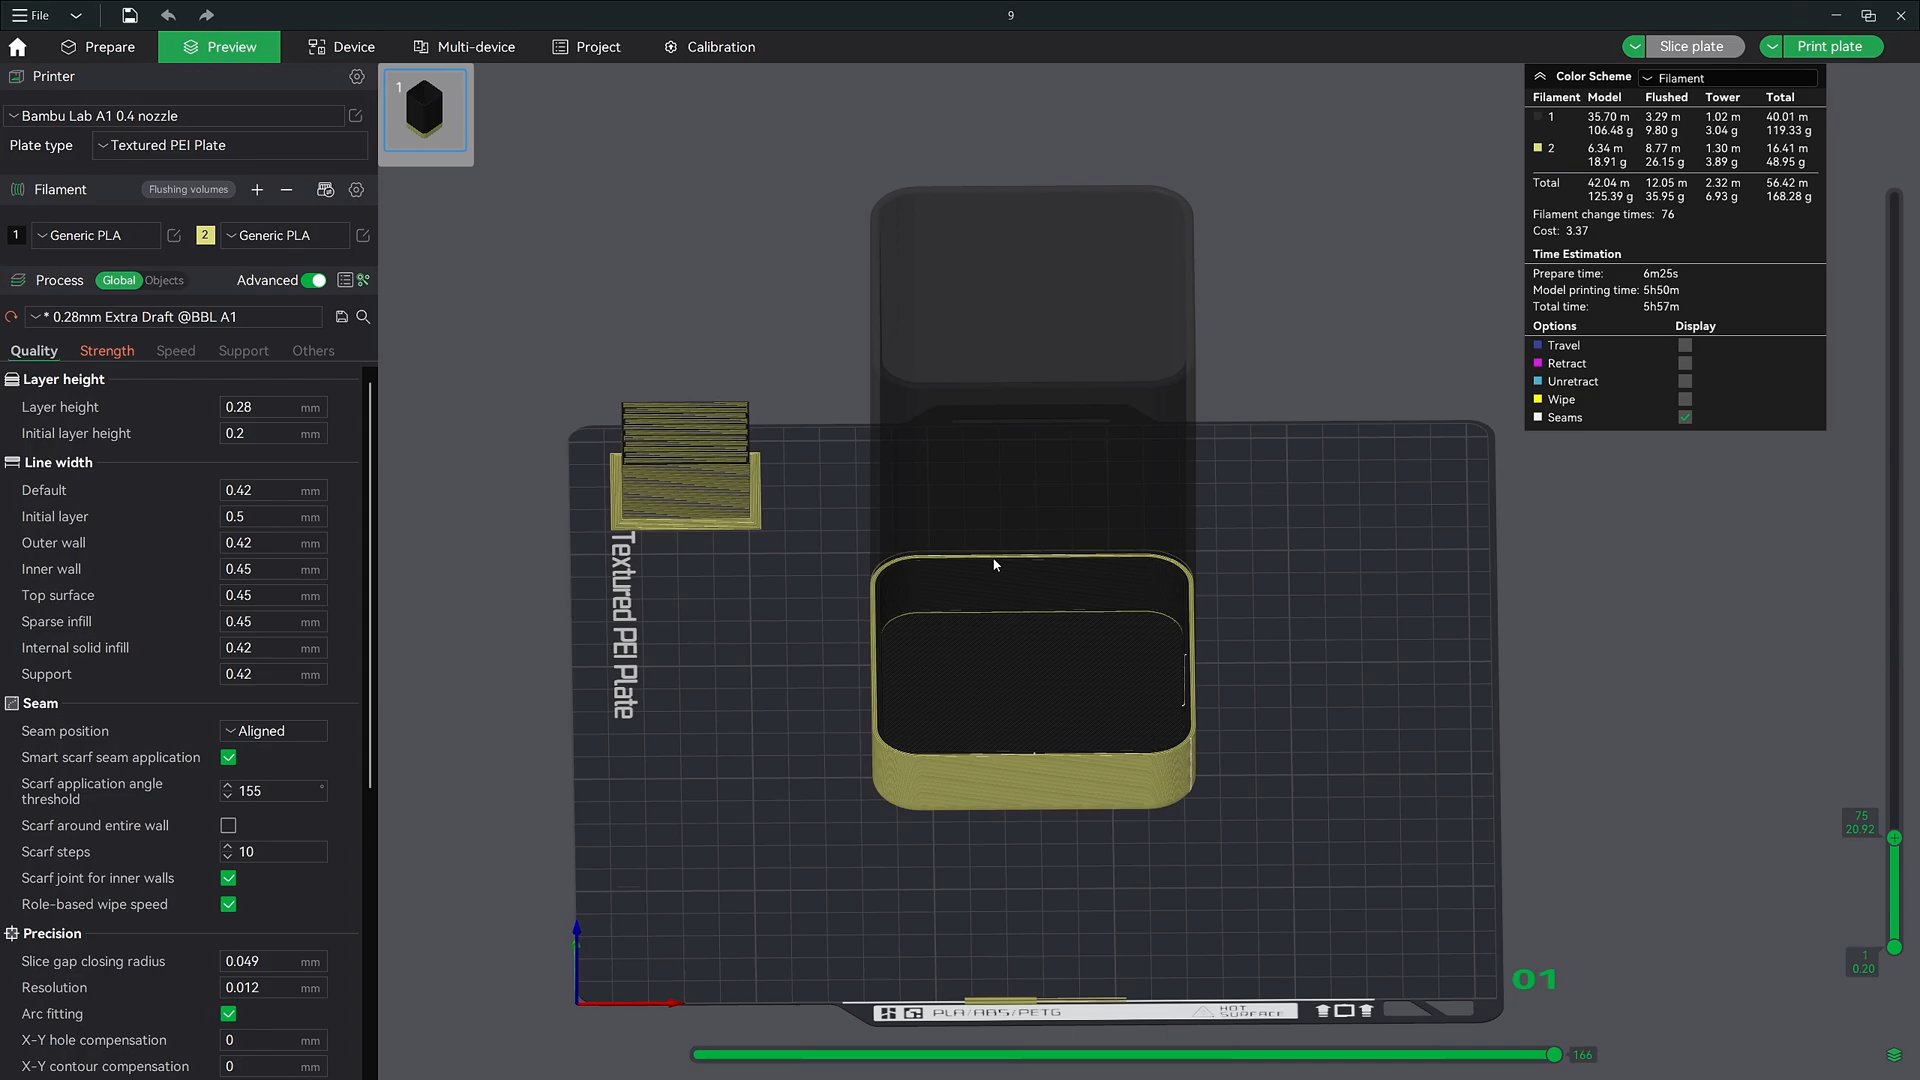 File
9
Prepare
Preview
Device
Multi-device
Project
Calibration
Slice plate
Print plate
Printer
Bambu Lab A1 0.4 nozzle
Plate type
Textured PEI Plate
Filament
Flushing volumes
1
Generic PLA
2
Generic PLA
Process
Global
Objects
Advanced
* 0.28mm Extra Draft @BBL A1
Quality
Strength
Speed
Support
Others
Layer height
Layer height 0.28 mm
Initial layer height 0.2 mm
Line width
Default 0.42 mm
Initial layer 0.5 mm
Outer wall 0.42 mm
Inner wall 0.45 mm
Top surface 0.45 mm
Sparse infill 0.45 mm
Internal solid infill 0.42 mm
Support 0.42 mm
Seam
Seam position Aligned
Smart scarf seam application
Scarf application angle
threshold
155 °
Scarf around entire wall
Scarf steps 10
Scarf joint for inner walls
Role-based wipe speed
Precision
Slice gap closing radius 0.049 mm
Resolution 0.012 mm
Arc fitting
X-Y hole compensation 0 mm
X-Y contour compensation 0 mm
1
Textured PEI Plate
PLA/ABS/PETG
HOT
SURFACE
01
166
Color Scheme Filament
Filament Model Flushed Tower Total
1 35.70 m 3.29 m 1.02 m 40.01 m
106.48 g 9.80 g 3.04 g 119.33 g
2 6.34 m 8.77 m 1.30 m 16.41 m
18.91 g 26.15 g 3.89 g 48.95 g
Total 42.04 m 12.05 m 2.32 m 56.42 m
125.39 g 35.95 g 6.93 g 168.28 g
Filament change times: 76
Cost: 3.37
Time Estimation
Prepare time: 6m25s
Model printing time: 5h50m
Total time: 5h57m
Options Display
Travel
Retract
Unretract
Wipe
Seams
75
20.92
1
0.20